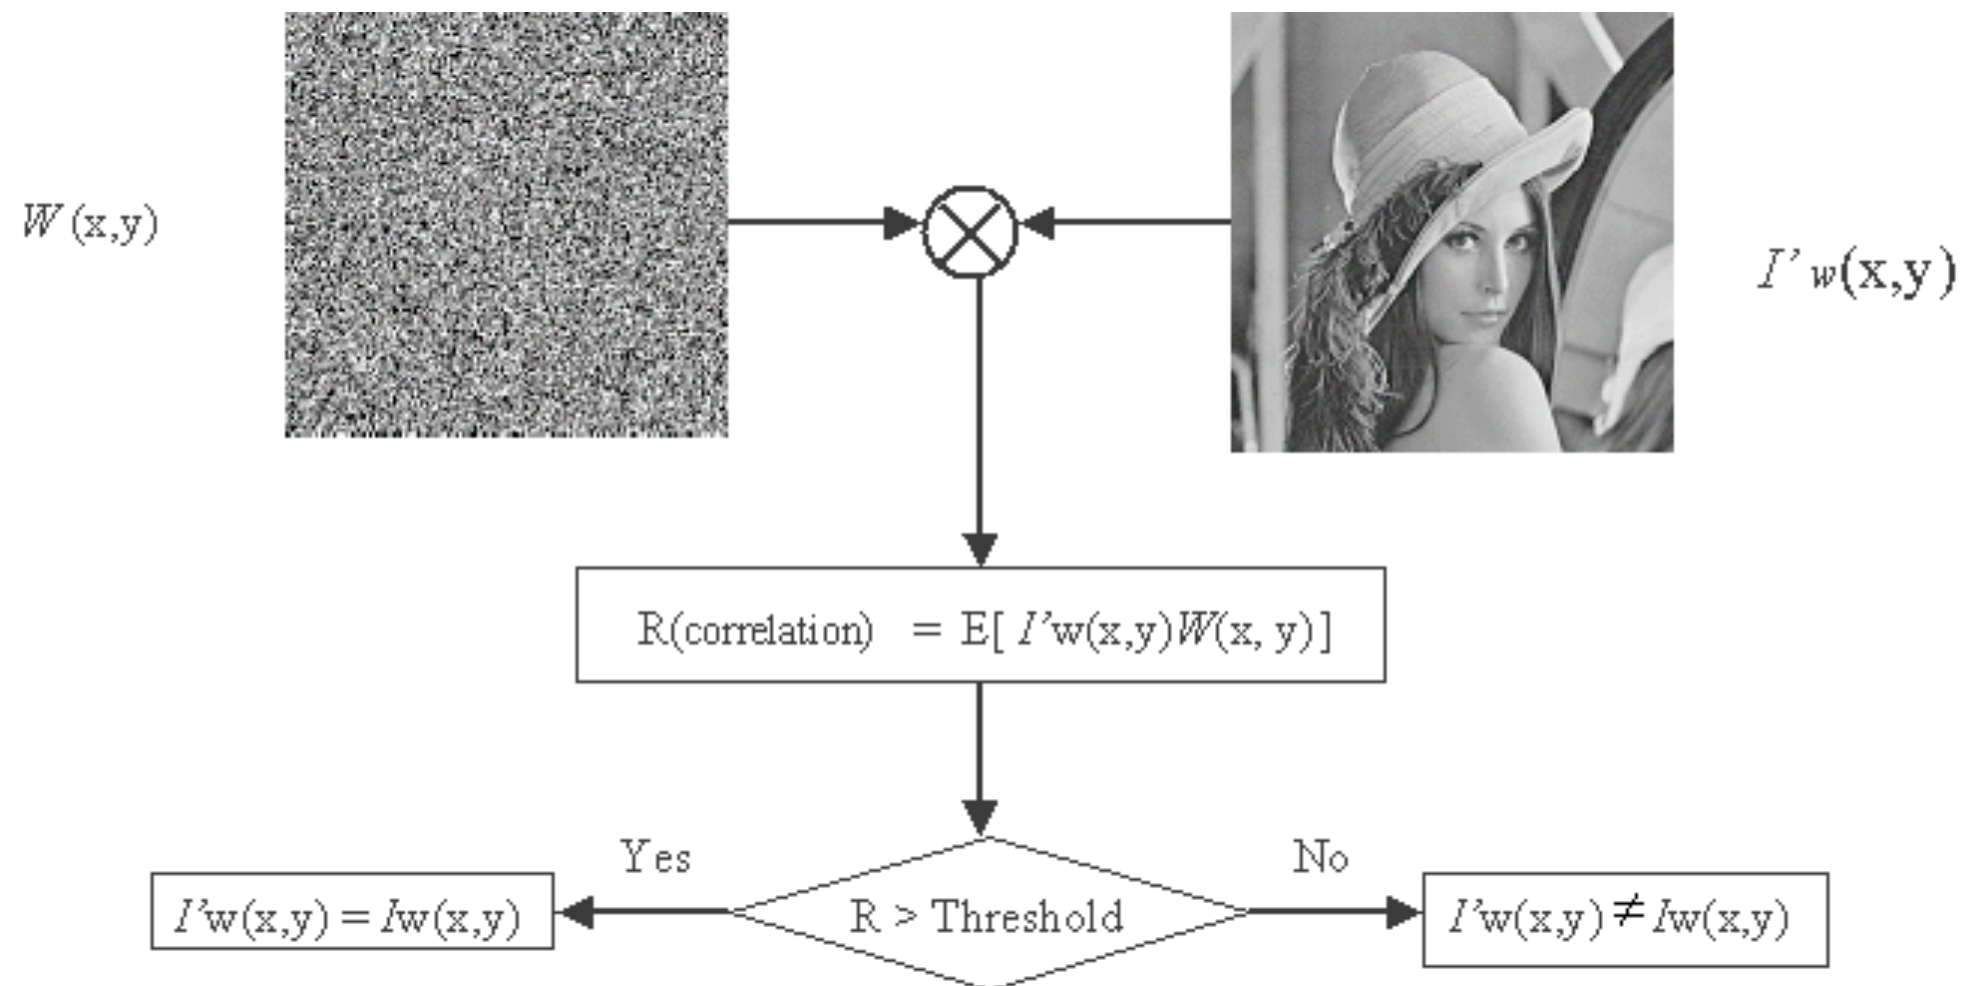 W (x,y)
I' w(x,y)
R(correlation) = E[ I'w(x,y)W(x, y)]
Yes
No
I'w(x,y) = Iw(x,y)
R > Threshold
I'w(x,y) ≠ Iw(x,y)